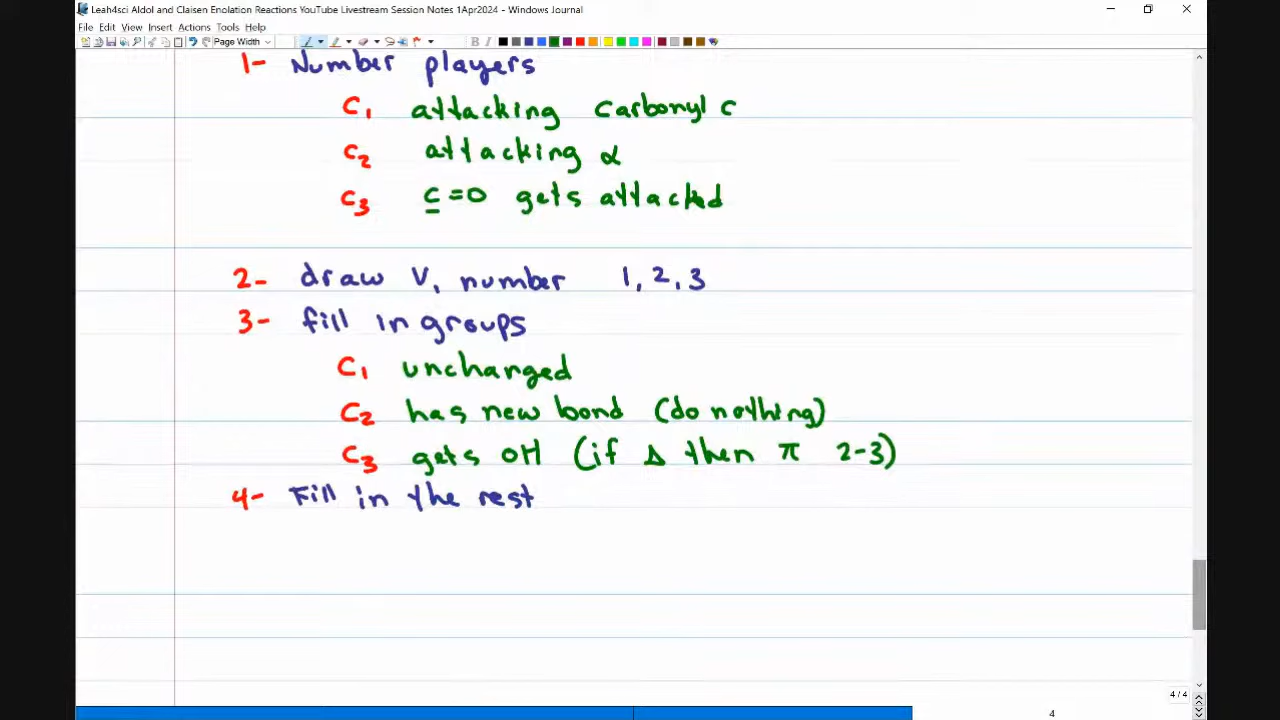 Leah4sci Aldol and Claisen Enolation Reactions YouTube Livestream Session Notes 1Apr2024 - Windows Journal
File Edit View Insert Actions Tools Help
Page Width
1- Number players
C1 attacking carbonyl c
C2 attacking α
C3 C=O gets attacked
2- draw V, number 1, 2, 3
3- fill in groups
C1 unchanged
C2 has new bond (do nothing)
C3 gets OH (if Δ then π 2-3)
4- Fill in the rest
4/4
4